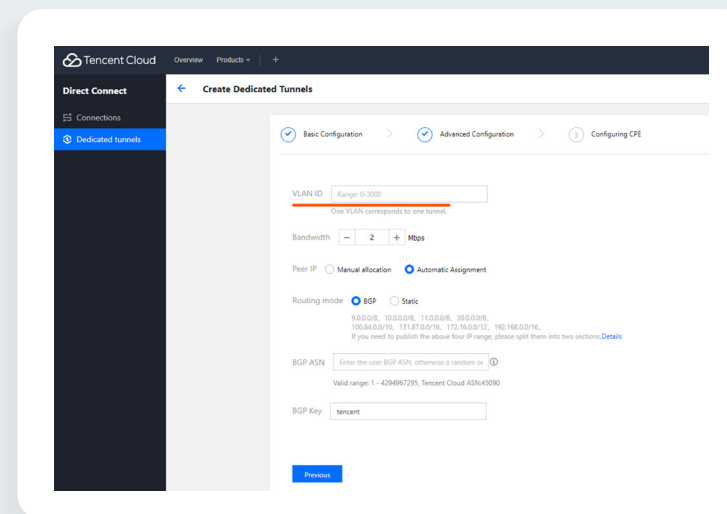 Tencent Cloud Overview Products +
Direct Connect
Create Dedicated Tunnels
Connections
Dedicated tunnels
Basic Configuration
Advanced Configuration
3 Configuring CPE
VLAN ID Range: 0-3000
One VLAN corresponds to one tunnel.
Bandwidth − 2 + Mbps
Peer IP Manual allocation Automatic Assignment
Routing mode BGP Static
9.0.0.0/8, 10.0.0.0/8, 11.0.0.0/8, 30.0.0.0/8,
100.64.0.0/10, 131.87.0.0/16, 172.16.0.0/12, 192.168.0.0/16,
If you need to publish the above four IP range, please split them into two sections.Details
BGP ASN Enter the user BGP ASN, otherwise a random or
Valid range: 1 - 4294967295, Tencent Cloud ASN:45090
BGP Key tencent
Previous